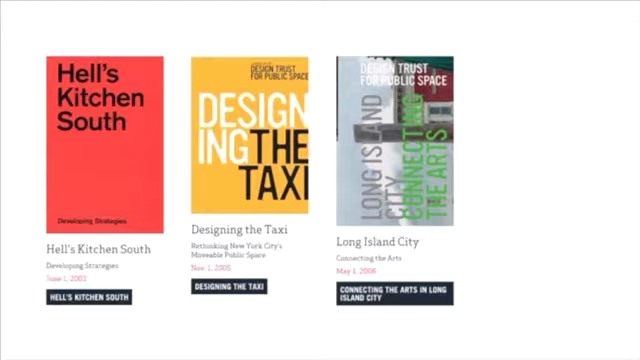 Hell's
Kitchen
South
Developing Strategies
Hell's Kitchen South
Developing Strategies
June 1, 2002
HELL'S KITCHEN SOUTH
DESIGN TRUST
FOR PUBLIC SPACE
DESIGN
ING THE
TAXI
Designing the Taxi
Rethinking New York City's
Moveable Public Space
Nov. 1, 2005
DESIGNING THE TAXI
DESIGN TRUST
FOR PUBLIC SPACE
LONG ISLAND
CITY
CONNECTING
THE ARTS
Long Island City
Connecting the Arts
May 1, 2006
CONNECTING THE ARTS IN LONG
ISLAND CITY